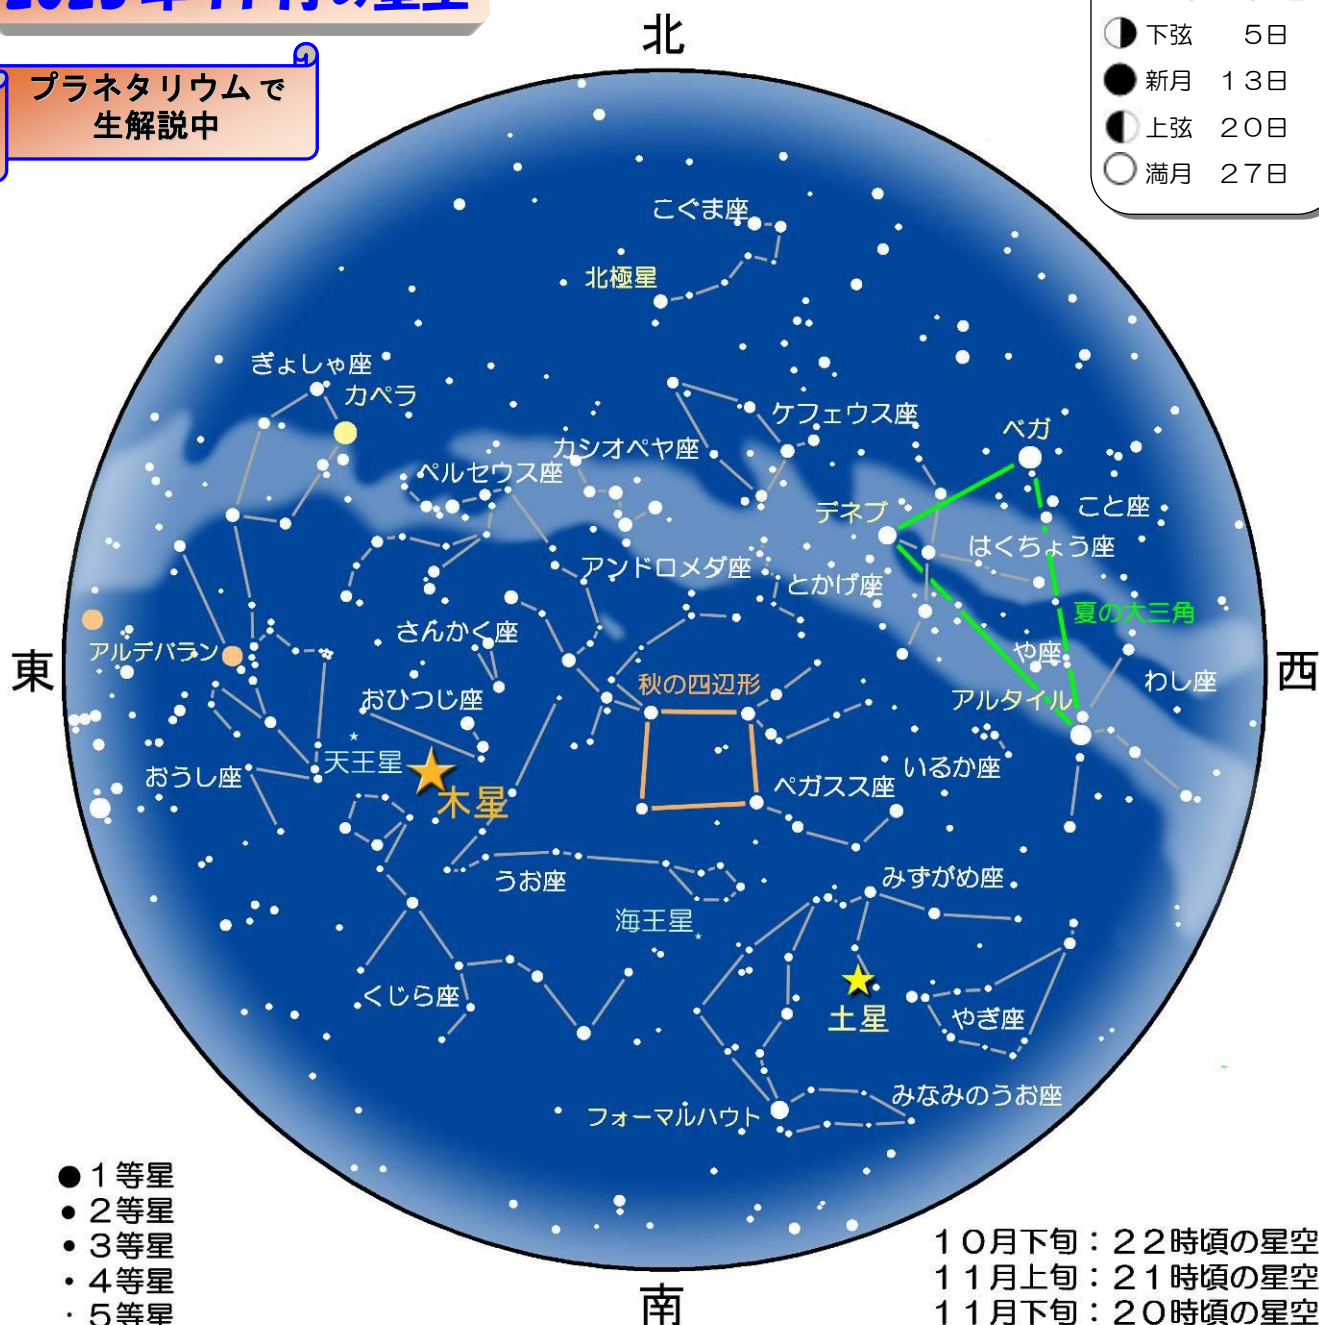 2023年11月の星空
北
プラネタリウムで
生解説中
下弦 5日
新月 13日
上弦 20日
満月 27日
こぐま座
北極星
ぎょしゃ座
カペラ
ケフェウス座
カシオペヤ座
ベガ
ペルセウス座
デネブ
こと座
はくちょう座
アンドロメダ座
とかげ座
夏の大三角
さんかく座
アルデバラン
や座
東
西
わし座
秋の四辺形
おひつじ座
アルタイル
天王星
おうし座
いるか座
木星
ペガスス座
うお座
みずがめ座
海王星
くじら座
土星
やぎ座
みなみのうお座
フォーマルハウト
●1等星
●2等星
●3等星
・4等星
・5等星
10月下旬：22時頃の星空
11月上旬：21時頃の星空
11月下旬：20時頃の星空
南